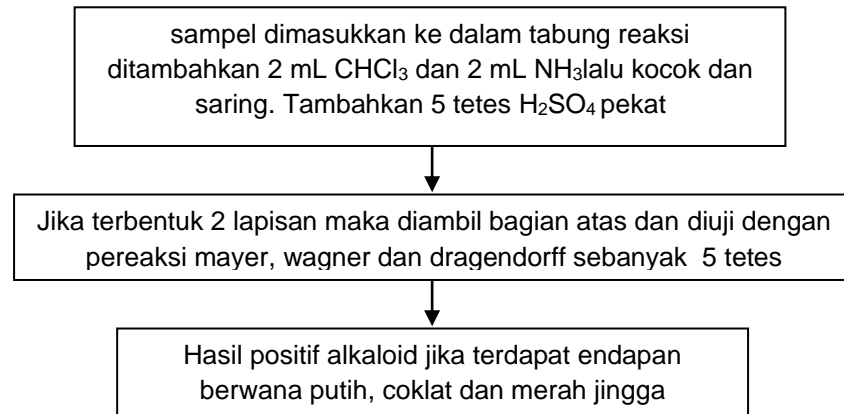 sampel dimasukkan ke dalam tabung reaksi
ditambahkan 2 mL CHCl₃ dan 2 mL NH₃lalu kocok dan
saring. Tambahkan 5 tetes H₂SO₄ pekat
Jika terbentuk 2 lapisan maka diambil bagian atas dan diuji dengan
pereaksi mayer, wagner dan dragendorff sebanyak 5 tetes
Hasil positif alkaloid jika terdapat endapan
berwana putih, coklat dan merah jingga